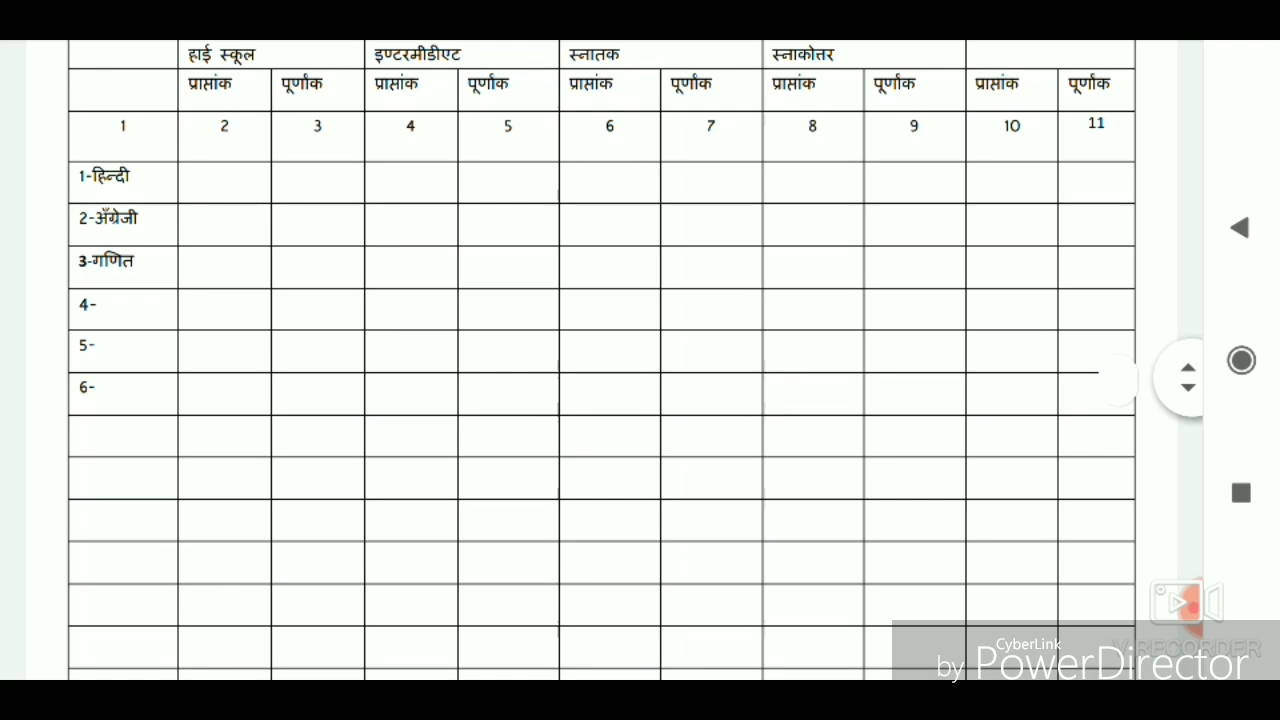 हाई स्कूल इण्टरमीडीएट स्नातक स्नाकोत्तर
प्राप्तांक पूर्णांक प्राप्तांक पूर्णांक प्राप्तांक पूर्णांक प्राप्तांक पूर्णांक प्राप्तांक पूर्णांक
1 2 3 4 5 6 7 8 9 10 11
1-हिन्दी
2-अँग्रेजी
3-गणित
4-
5-
6-
V RECORDER
CyberLink
by PowerDirector